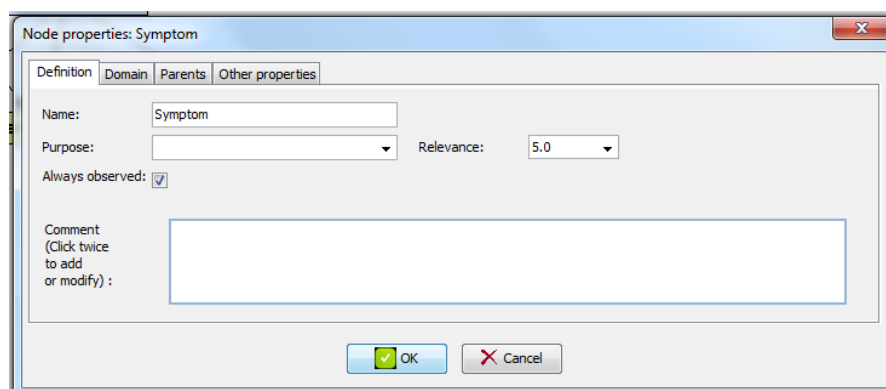 Node properties: Symptom
Definition Domain Parents Other properties
Name: Symptom
Purpose: Relevance: 5.0
Always observed:
Comment
(Click twice
to add
or modify) :
OK Cancel